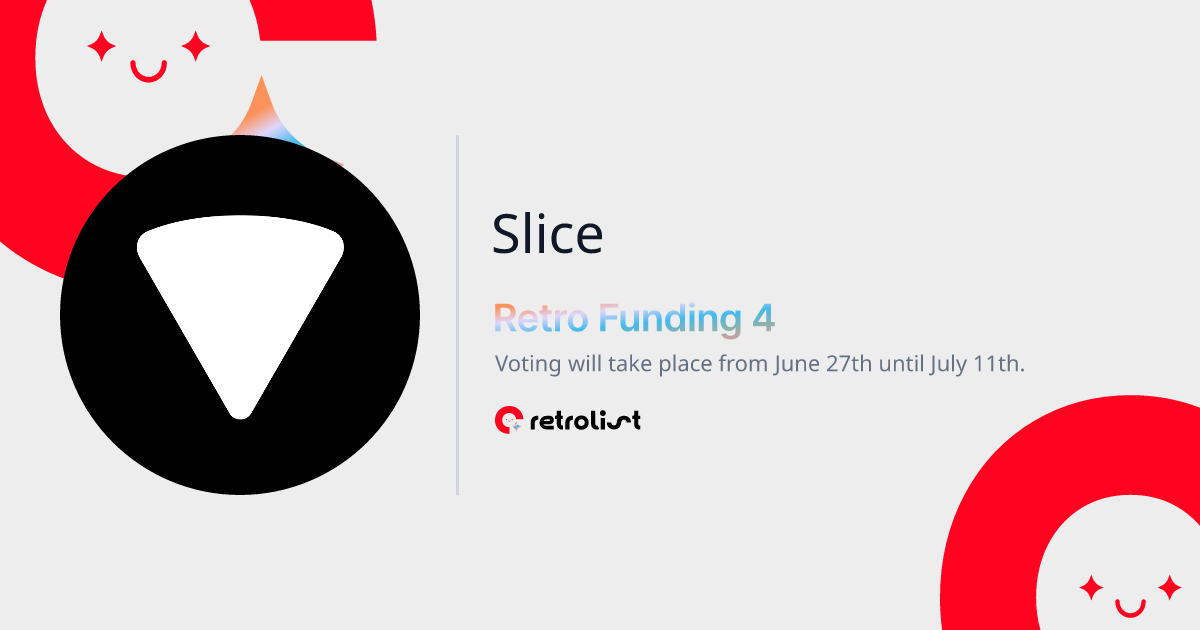 Slice
Retro Funding 4
Voting will take place from June 27th until July 11th.
retrolist